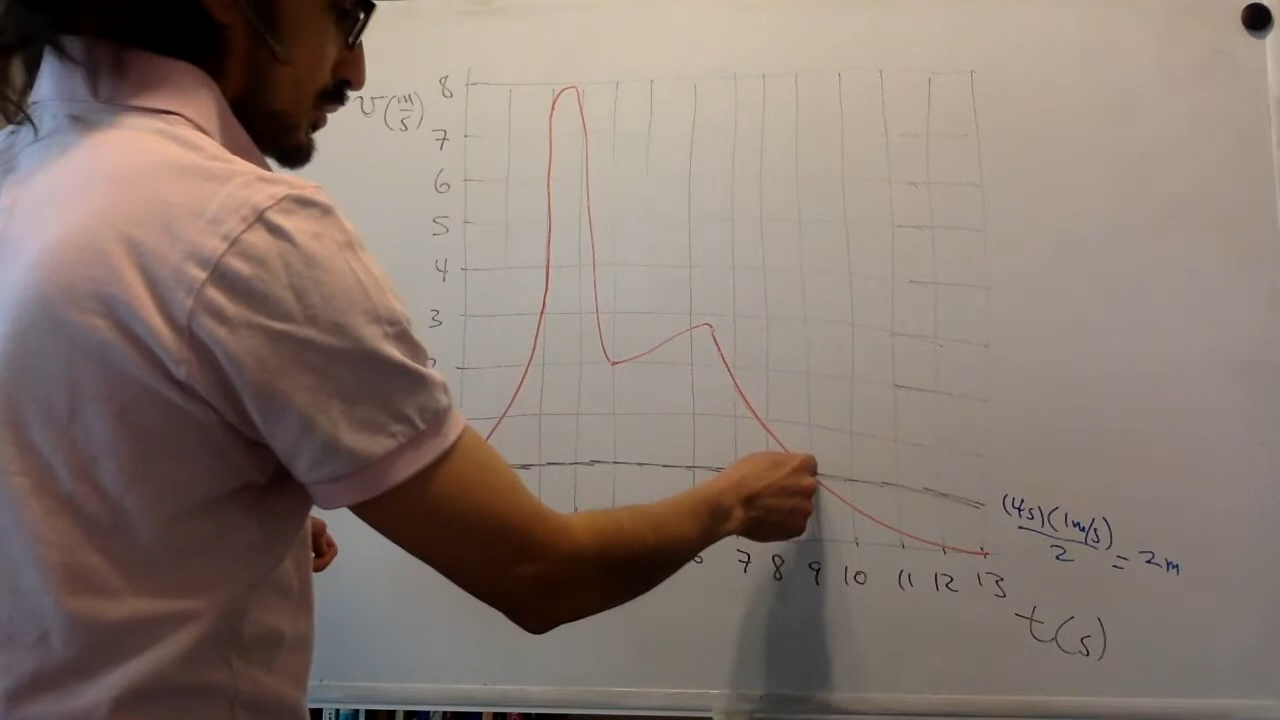 v(m/s)
8
7
6
5
4
3
7 8 9 10 11 12 13
t(s)
(4s)(1m/s)/2 = 2m